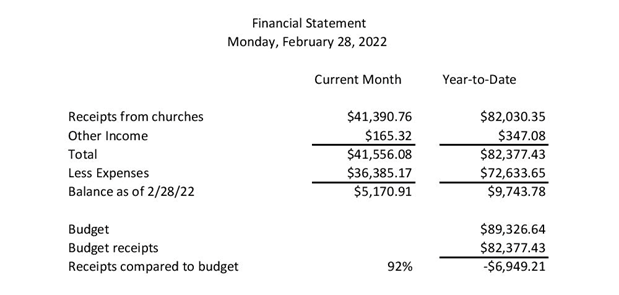 Financial Statement
Monday, February 28, 2022
Current Month Year-to-Date
Receipts from churches $41,390.76 $82,030.35
Other Income $165.32 $347.08
Total $41,556.08 $82,377.43
Less Expenses $36,385.17 $72,633.65
Balance as of 2/28/22 $5,170.91 $9,743.78
Budget $89,326.64
Budget receipts $82,377.43
Receipts compared to budget 92% -$6,949.21